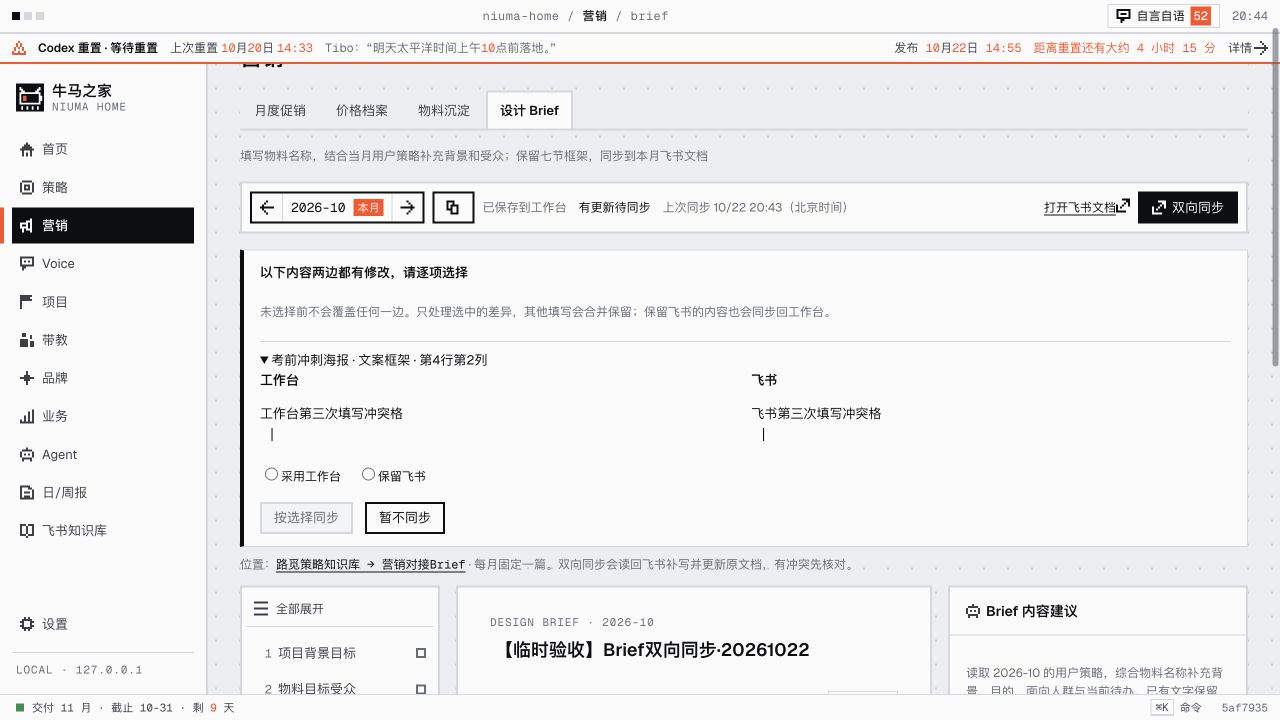 niuma-home / 营销 / brief
自言自语 52
20:44
Codex 重置 · 等待重置 上次重置 10月20日 14:33 Tibo:“明天太平洋时间上午10点前落地。”
发布 10月22日 14:55 距离重置还有大约 4 小时 15 分 详情
牛马之家
NIUMA HOME
首页
策略
营销
Voice
项目
带教
品牌
业务
Agent
日/周报
飞书知识库
设置
LOCAL · 127.0.0.1
月度促销 价格档案 物料沉淀 设计 Brief
填写物料名称，结合当月用户策略补充背景和受众；保留七节框架，同步到本月飞书文档
2026-10 本月 已保存到工作台 有更新待同步 上次同步 10/22 20:43（北京时间） 打开飞书文档 双向同步
以下内容两边都有修改，请逐项选择
未选择前不会覆盖任何一边。只处理选中的差异，其他填写会合并保留；保留飞书的内容也会同步回工作台。
▼ 考前冲刺海报 · 文案框架 · 第4行第2列
工作台 飞书
工作台第三次填写冲突格 飞书第三次填写冲突格
| |
采用工作台 保留飞书
按选择同步 暂不同步
位置： 路觅策略知识库 → 营销对接Brief · 每月固定一篇。双向同步会读回飞书补写并更新原文档，有冲突先核对。
全部展开
1 项目背景目标
2 物料目标受众
DESIGN BRIEF · 2026-10
【临时验收】Brief双向同步·20261022
Brief 内容建议
读取 2026-10 的用户策略，综合物料名称补充背
景、目的、面向人群与当前待办，已有文字保留
交付 11 月 · 截止 10-31 · 剩 9 天
⌘K 命令 5af7935